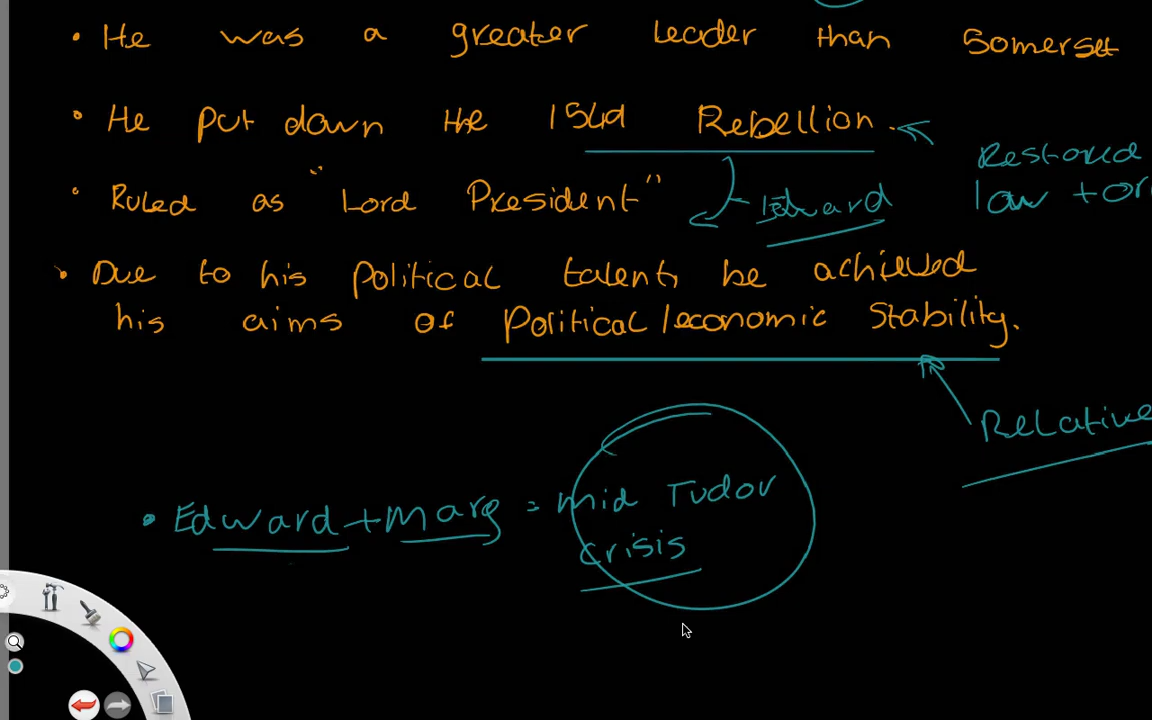 • He was a greater leader than Somerset
• He put down the 1549 Rebellion.
Restored
law + or
• Ruled as "Lord President"
Edward
• Due to his political talent, he achieved
his aims of Political/economic Stability.
Relative
• Edward + Mary = mid Tudor
crisis